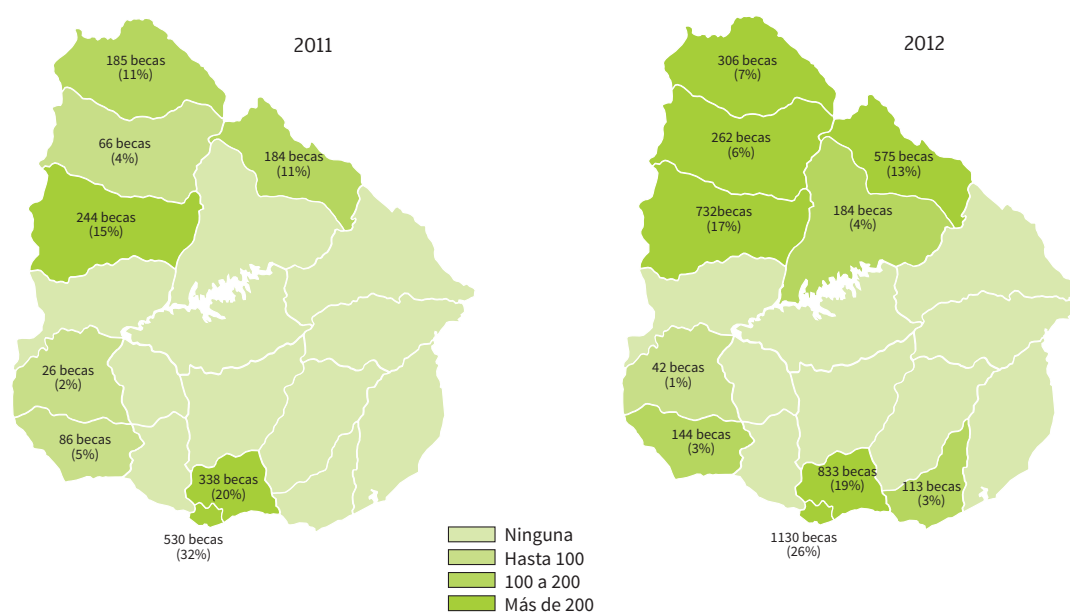 2011
185 becas
(11%)
66 becas
(4%)
184 becas
(11%)
244 becas
(15%)
26 becas
(2%)
86 becas
(5%)
338 becas
(20%)
530 becas
(32%)
2012
306 becas
(7%)
262 becas
(6%)
575 becas
(13%)
732becas
(17%)
184 becas
(4%)
42 becas
(1%)
144 becas
(3%)
833 becas
(19%)
113 becas
(3%)
1130 becas
(26%)
Ninguna
Hasta 100
100 a 200
Más de 200